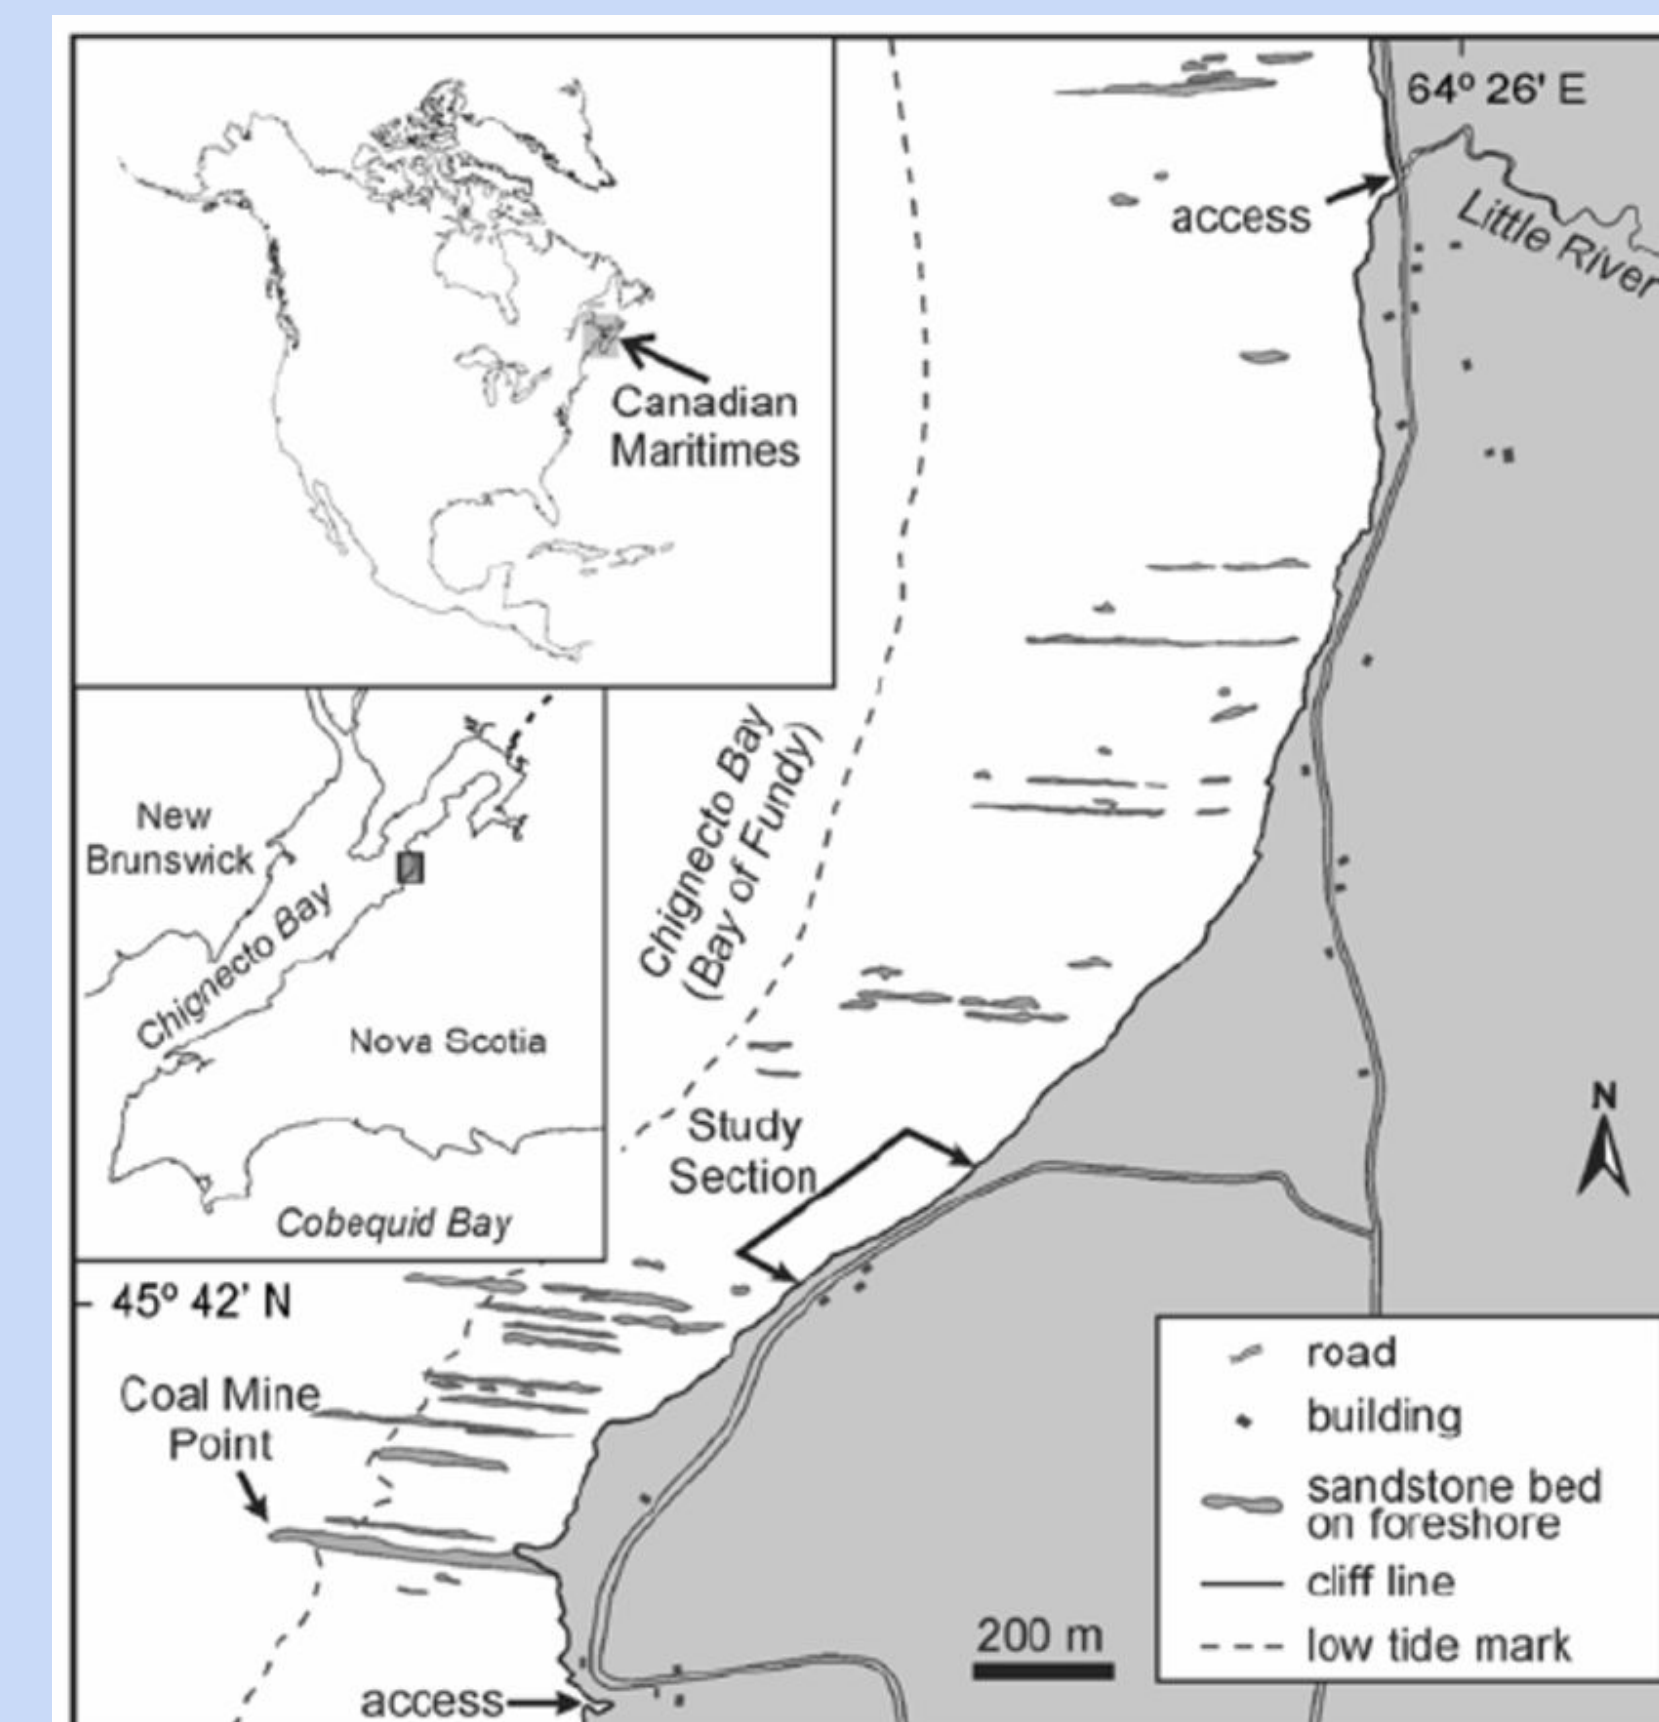 64º 26' E
access
Little River
Canadian
Maritimes
New
Brunswick
Chignecto Bay
Nova Scotia
Cobequid Bay
Chignecto Bay
(Bay of Fundy)
Study
Section
N
45º 42' N
Coal Mine
Point
access
200 m
road
building
sandstone bed
on foreshore
cliff line
low tide mark